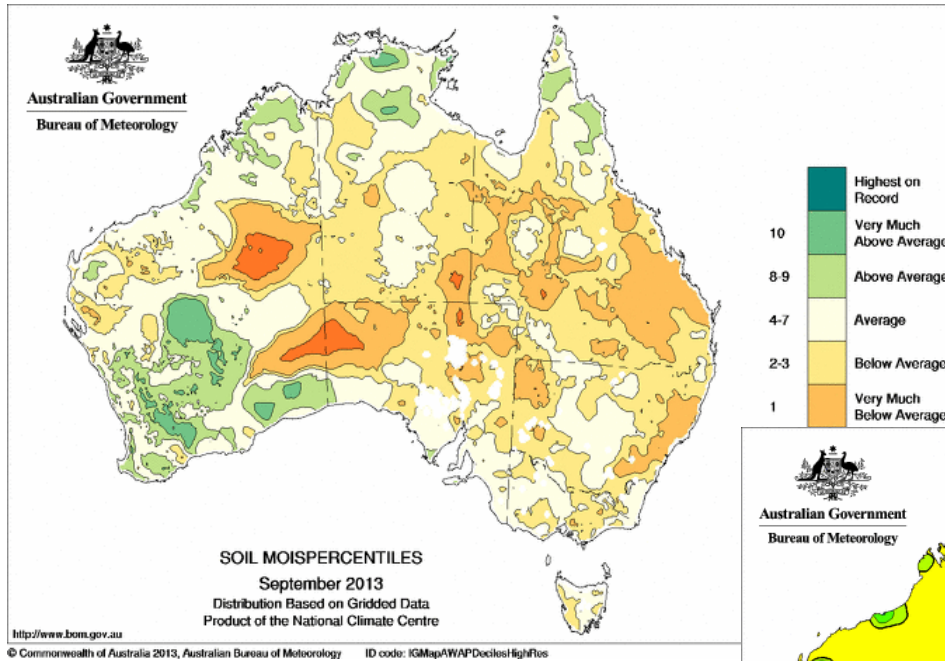 Australian Government
Bureau of Meteorology
Highest on
Record
10
Very Much
Above Average
8-9
Above Average
4-7
Average
2-3
Below Average
1
Very Much
Below Average
Australian Government
Bureau of Meteorology
SOIL MOISPERCENTILES
September 2013
Distribution Based on Gridded Data
Product of the National Climate Centre
http://www.bom.gov.au
© Commonwealth of Australia 2013, Australian Bureau of Meteorology ID code: IGMapAWAPDecilesHighRes